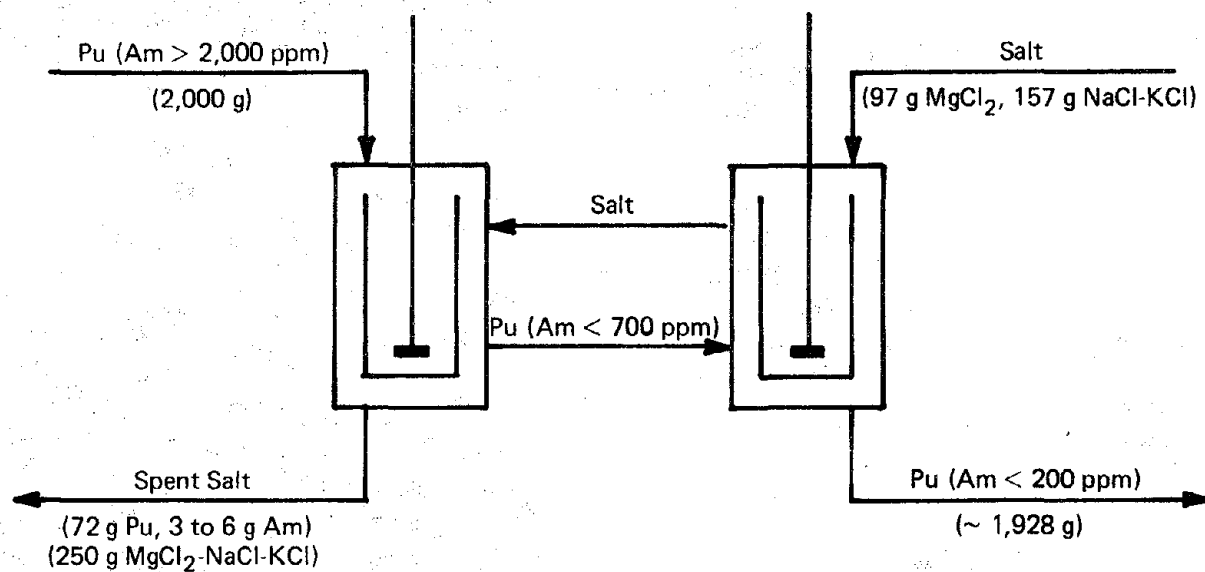 Pu (Am > 2,000 ppm)
(2,000 g)
Salt
(97 g MgCl2, 157 g NaCl-KCl)
Salt
Pu (Am < 700 ppm)
Spent Salt
(72 g Pu, 3 to 6 g Am)
(250 g MgCl2-NaCl-KCl)
Pu (Am < 200 ppm)
(~ 1,928 g)